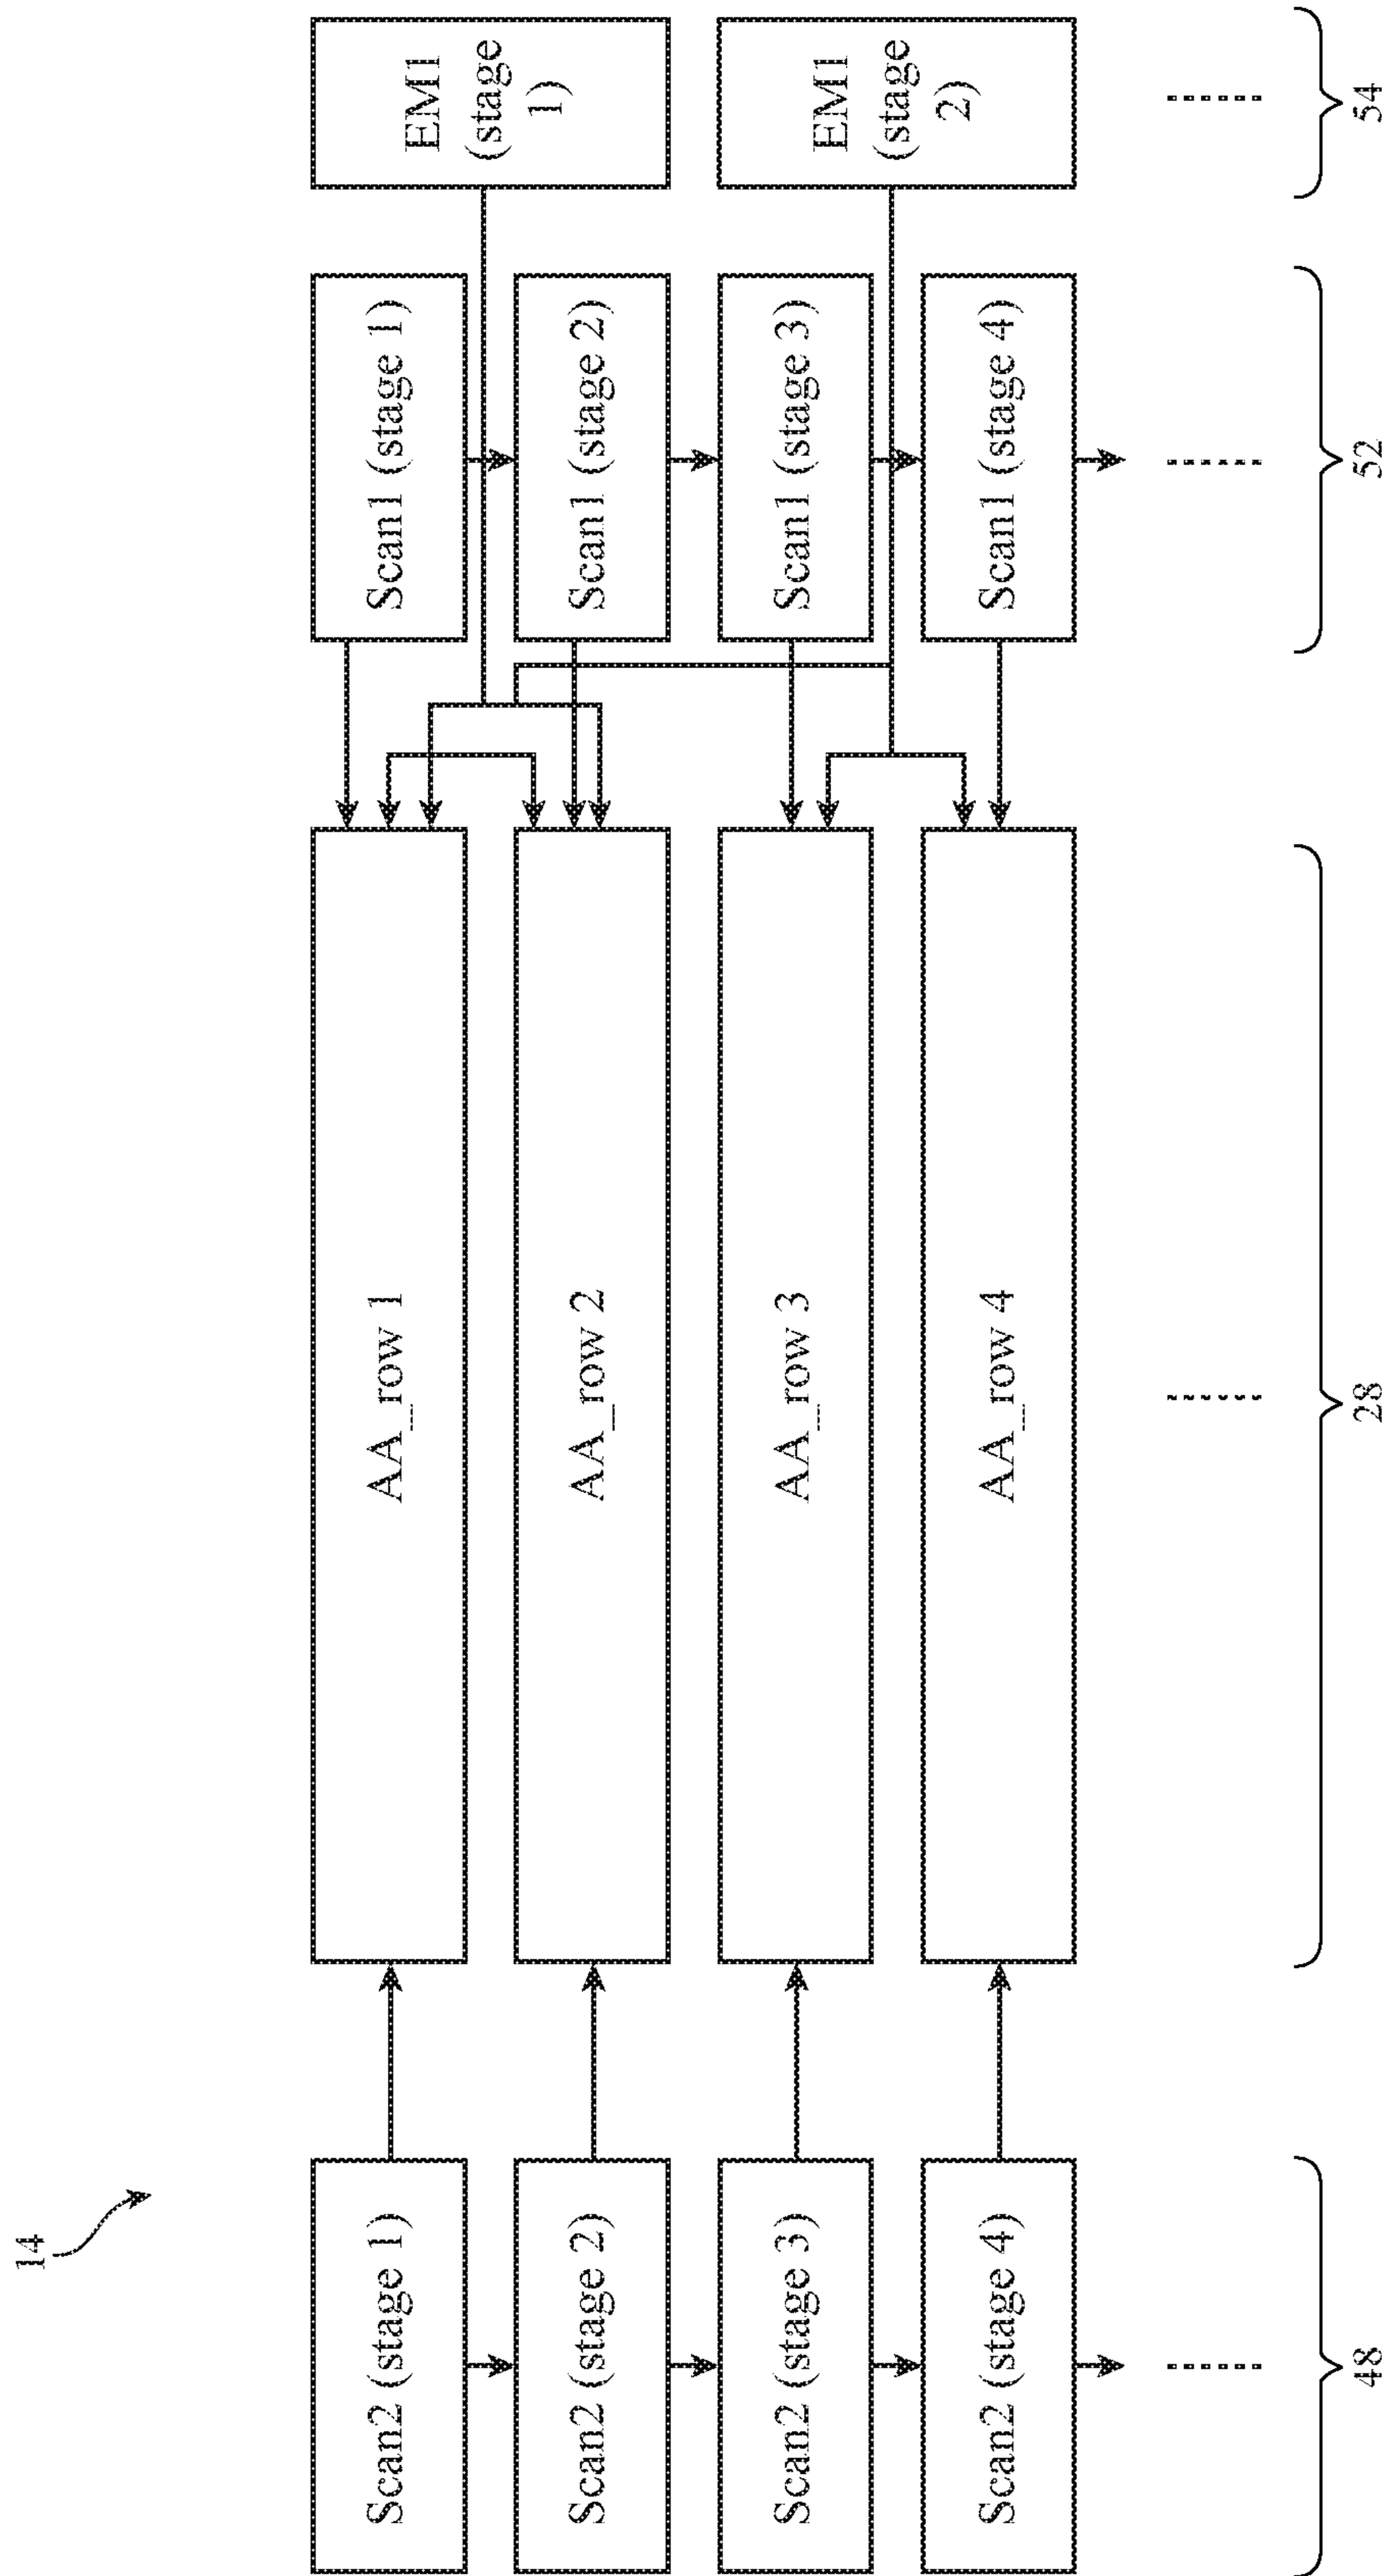 14
Scan2 (stage 1)
AA_row 1
Scan1 (stage 1)
EM1
(stage
1)
Scan2 (stage 2)
AA_row 2
Scan1 (stage 2)
Scan2 (stage 3)
AA_row 3
Scan1 (stage 3)
EM1
(stage
2)
Scan2 (stage 4)
AA_row 4
Scan1 (stage 4)
48
28
52
54